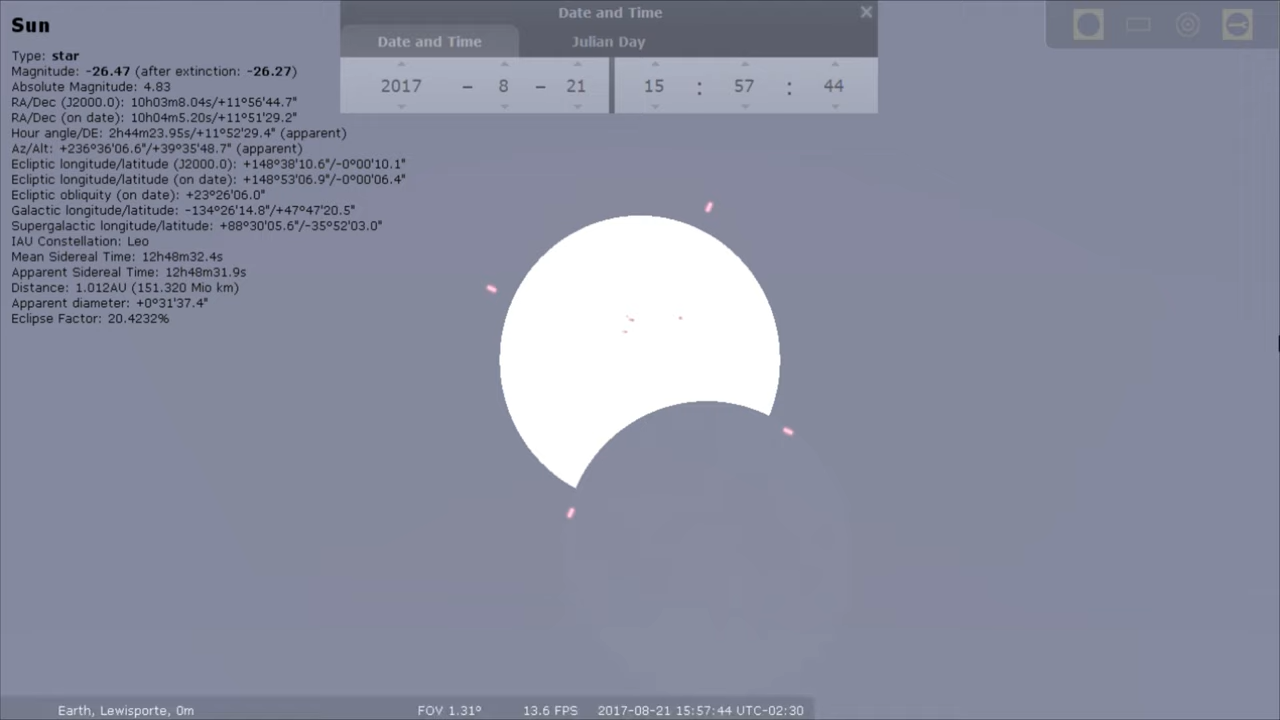 Sun
Type: star
Magnitude: -26.47 (after extinction: -26.27)
Absolute Magnitude: 4.83
RA/Dec (J2000.0): 10h03m8.04s/+11°56'44.7"
RA/Dec (on date): 10h04m5.20s/+11°51'29.2"
Hour angle/DE: 2h44m23.95s/+11°52'29.4" (apparent)
Az/Alt: +236°36'06.6"/+39°35'48.7" (apparent)
Ecliptic longitude/latitude (J2000.0): +148°38'10.6"/-0°00'10.1"
Ecliptic longitude/latitude (on date): +148°53'06.9"/-0°00'06.4"
Ecliptic obliquity (on date): +23°26'06.0"
Galactic longitude/latitude: -134°26'14.8"/+47°47'20.5"
Supergalactic longitude/latitude: +88°30'05.6"/-35°52'03.0"
IAU Constellation: Leo
Mean Sidereal Time: 12h48m32.4s
Apparent Sidereal Time: 12h48m31.9s
Distance: 1.012AU (151.320 Mio km)
Apparent diameter: +0°31'37.4"
Eclipse Factor: 20.4232%
Date and Time
Date and Time Julian Day
2017 - 8 - 21 15 : 57 : 44
Earth, Lewisporte, 0m FOV 1.31° 13.6 FPS 2017-08-21 15:57:44 UTC-02:30